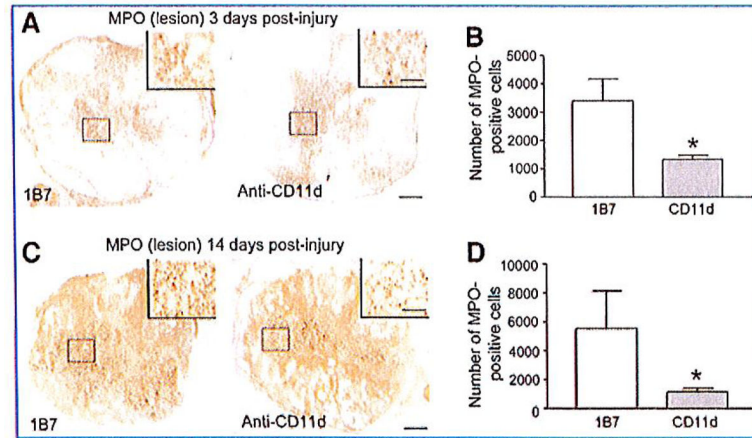 A
MPO (lesion) 3 days post-injury
1B7
Anti-CD11d
B
Number of MPO-
positive cells
5000
4000
3000
2000
1000
0
*
1B7
CD11d
C
MPO (lesion) 14 days post-injury
1B7
Anti-CD11d
D
Number of MPO-
positive cells
10000
8000
6000
4000
2000
0
*
1B7
CD11d